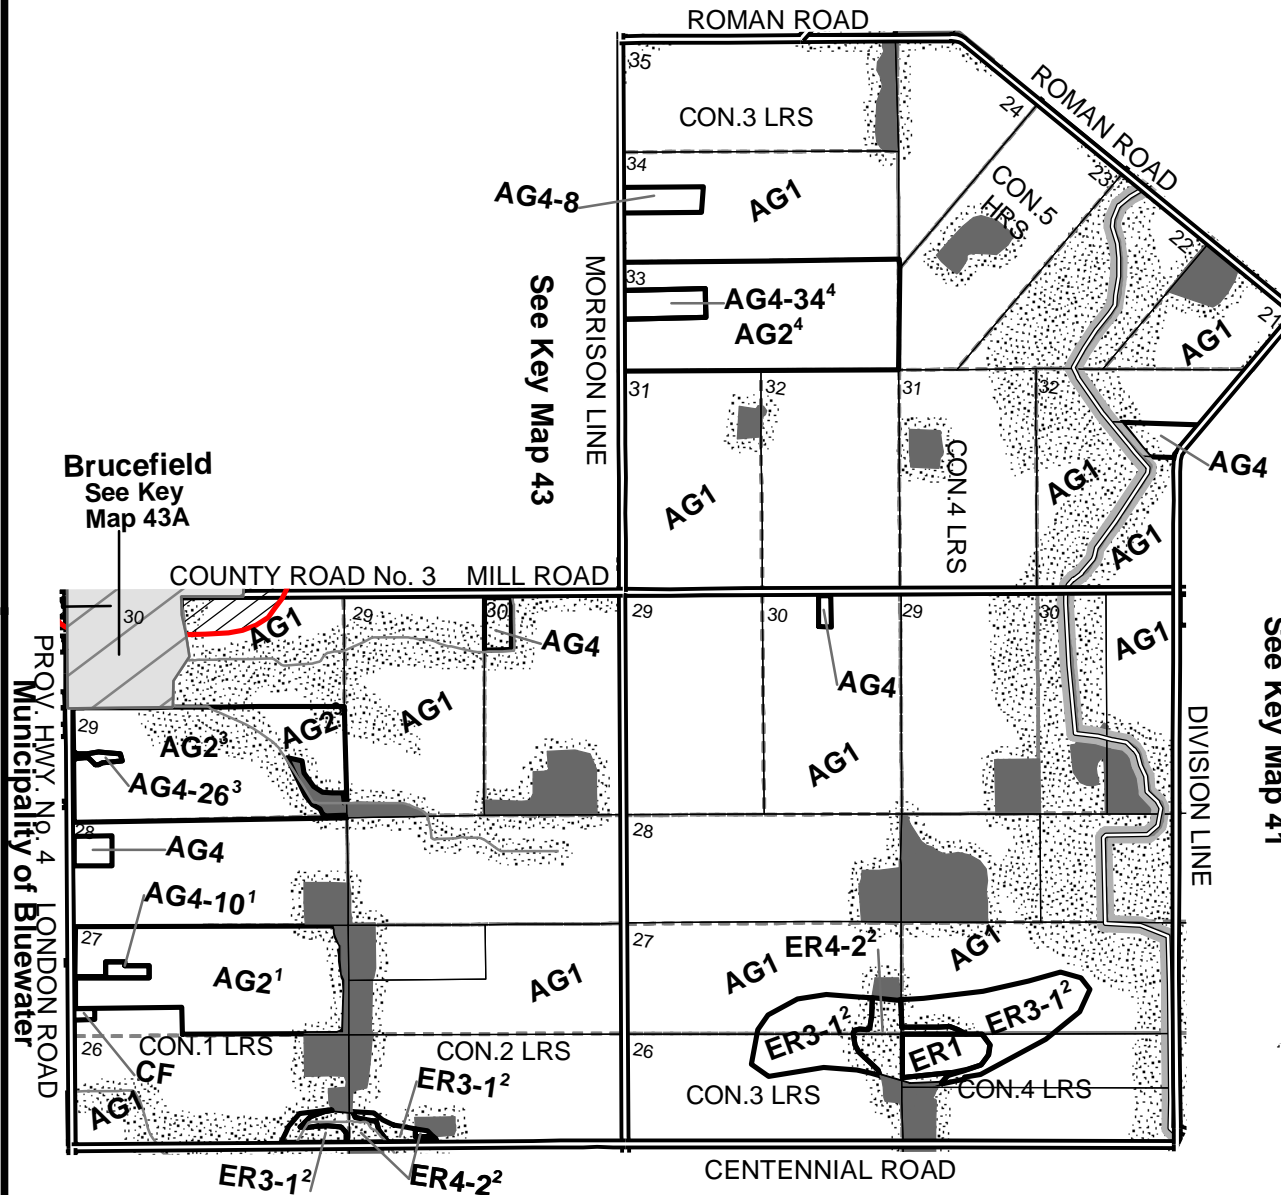 ROMAN ROAD
35
CON.3 LRS
24
ROMAN ROAD
34
AG4-8
AG1
CON.5
HRS
23
22
21
AG1
33
AG4-34⁴
AG2⁴
MORRISON LINE
See Key Map 43
31
32
31
32
AG1
CON.4 LRS
AG1
AG4
AG1
Brucefield
See Key
Map 43A
COUNTY ROAD No. 3
MILL ROAD
30
AG1
29
30
AG4
29
30
AG4
29
30
AG1
AG1
AG1
See Key Map 41
DIVISION LINE
PROV. HWY. No. 4
LONDON ROAD
Municipality of Bluewater
29
AG2³
AG2³
AG4-26³
28
AG4
AG4-10¹
28
27
AG2¹
AG1
27
AG1
ER4-2²
AG1
ER3-1²
ER3-1²
ER1
26
CON.1 LRS
CF
AG1
CON.2 LRS
ER3-1²
26
CON.3 LRS
CON.4 LRS
ER3-1²
ER4-2²
CENTENNIAL ROAD